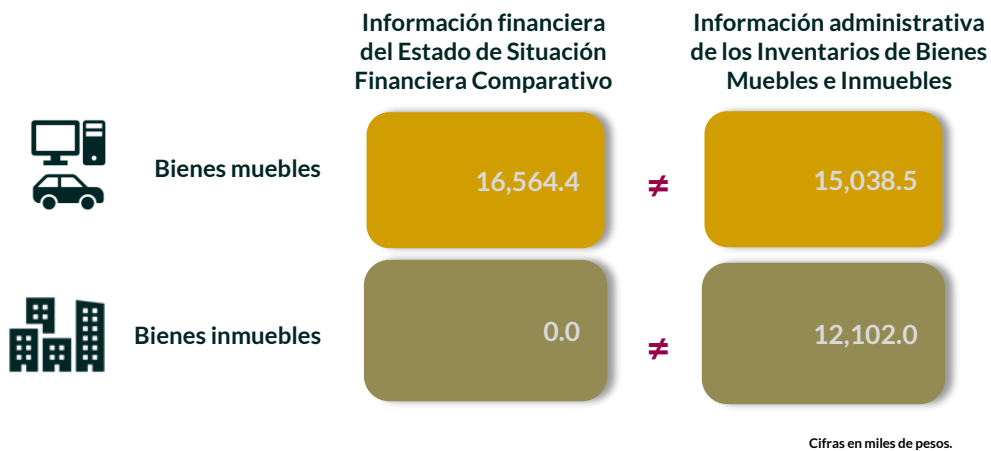 Información financiera
del Estado de Situación
Financiera Comparativo
Información administrativa
de los Inventarios de Bienes
Muebles e Inmuebles
Bienes muebles
16,564.4
≠
15,038.5
Bienes inmuebles
0.0
≠
12,102.0
Cifras en miles de pesos.